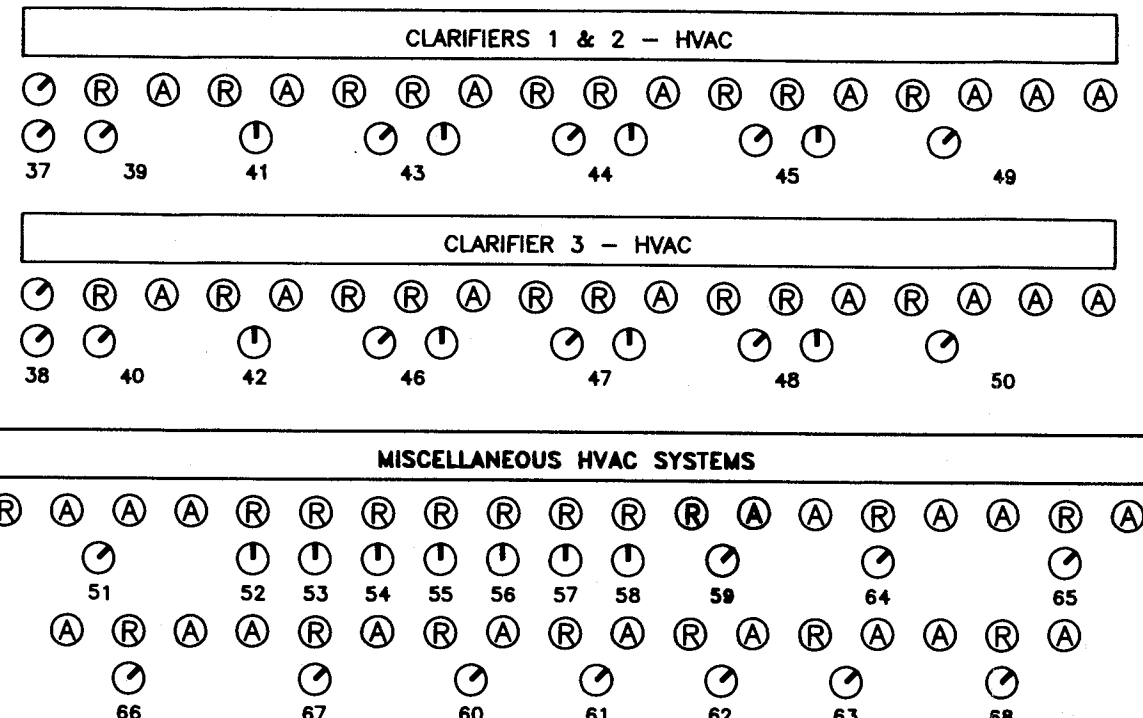 CLARIFIERS 1 & 2 – HVAC
R A R A R R A R R A R R A R A A A
37 39 41 43 44 45 49
CLARIFIER 3 – HVAC
R A R A R R A R R A R R A R A A A
38 40 42 46 47 48 50
MISCELLANEOUS HVAC SYSTEMS
R A A A R R R R R R R R A A R A A R A
51 52 53 54 55 56 57 58 59 64 65
A R A A R A R A R A R A R A A R A
66 67 60 61 62 63 68